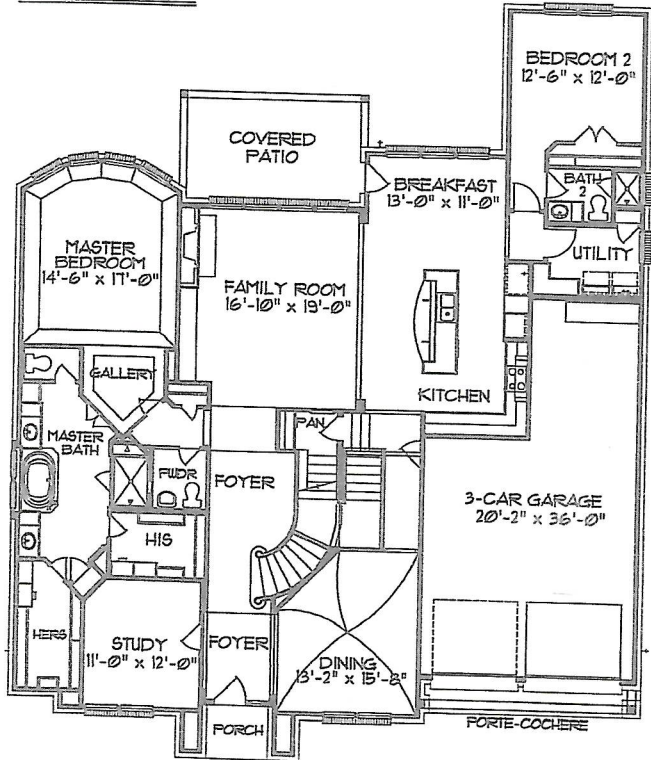 BEDROOM 2
12'-6" x 12'-0"
COVERED
PATIO
BREAKFAST
13'-0" x 11'-0"
BATH
2
UTILITY
MASTER
BEDROOM
14'-6" x 17'-0"
FAMILY ROOM
16'-10" x 19'-0"
GALLERY
KITCHEN
PAN
MASTER
BATH
PWDR
FOYER
3-CAR GARAGE
20'-2" x 36'-0"
HIS
HERS
STUDY
11'-0" x 12'-0"
FOYER
DINING
13'-2" x 15'-8"
PORCH
PORTE-COCHERE